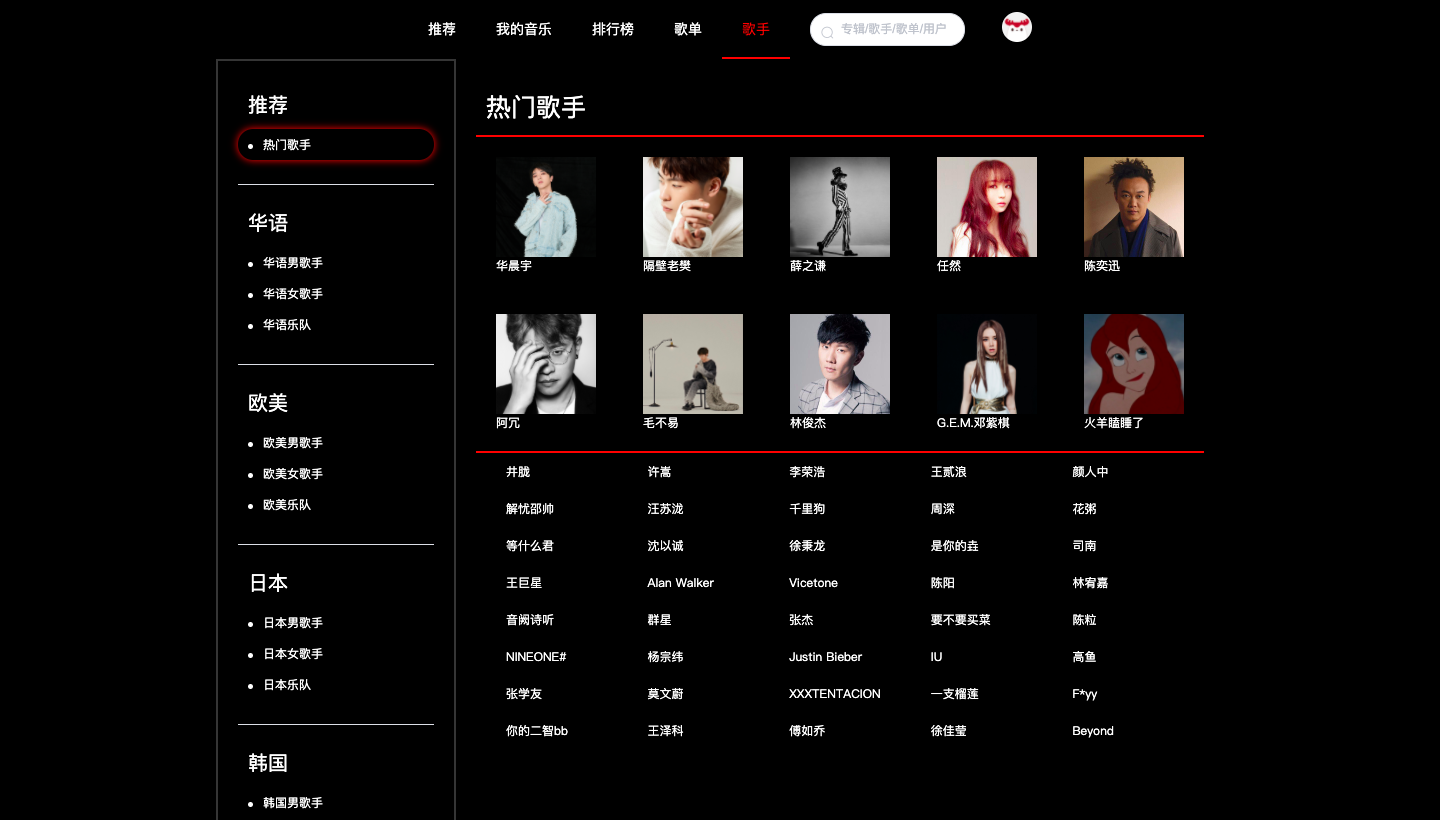 推荐 我的音乐 排行榜 歌单 歌手 专辑/歌手/歌单/用户
推荐
热门歌手
华语
华语男歌手
华语女歌手
华语乐队
欧美
欧美男歌手
欧美女歌手
欧美乐队
日本
日本男歌手
日本女歌手
日本乐队
韩国
韩国男歌手
热门歌手
华晨宇 隔壁老樊 薛之谦 任然 陈奕迅
阿冗 毛不易 林俊杰 G.E.M.邓紫棋 火羊瞌睡了
井胧 许嵩 李荣浩 王贰浪 颜人中
解忧邵帅 汪苏泷 千里狗 周深 花粥
等什么君 沈以诚 徐秉龙 是你的垚 司南
王巨星 Alan Walker Vicetone 陈阳 林宥嘉
音阙诗听 群星 张杰 要不要买菜 陈粒
NINEONE# 杨宗纬 Justin Bieber IU 高鱼
张学友 莫文蔚 XXXTENTACION 一支榴莲 F*yy
你的二智bb 王泽科 傅如乔 徐佳莹 Beyond